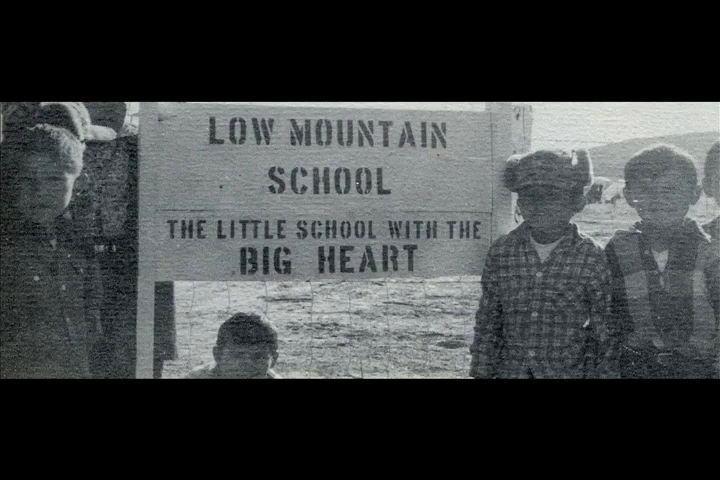 LOW MOUNTAIN
SCHOOL
THE LITTLE SCHOOL WITH THE
BIG HEART